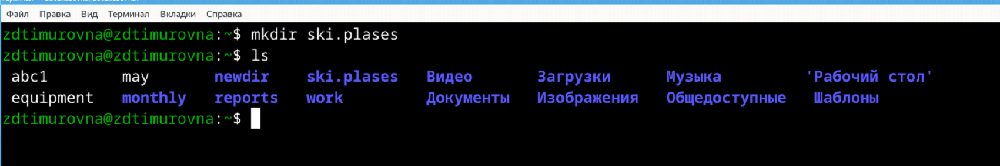 Файл Правка Вид Терминал Вкладки Справка
zdtimurovna@zdtimurovna:~$ mkdir ski.plases
zdtimurovna@zdtimurovna:~$ ls
abc1 may newdir ski.plases Видео Загрузки Музыка 'Рабочий стол'
equipment monthly reports work Документы Изображения Общедоступные Шаблоны
zdtimurovna@zdtimurovna:~$